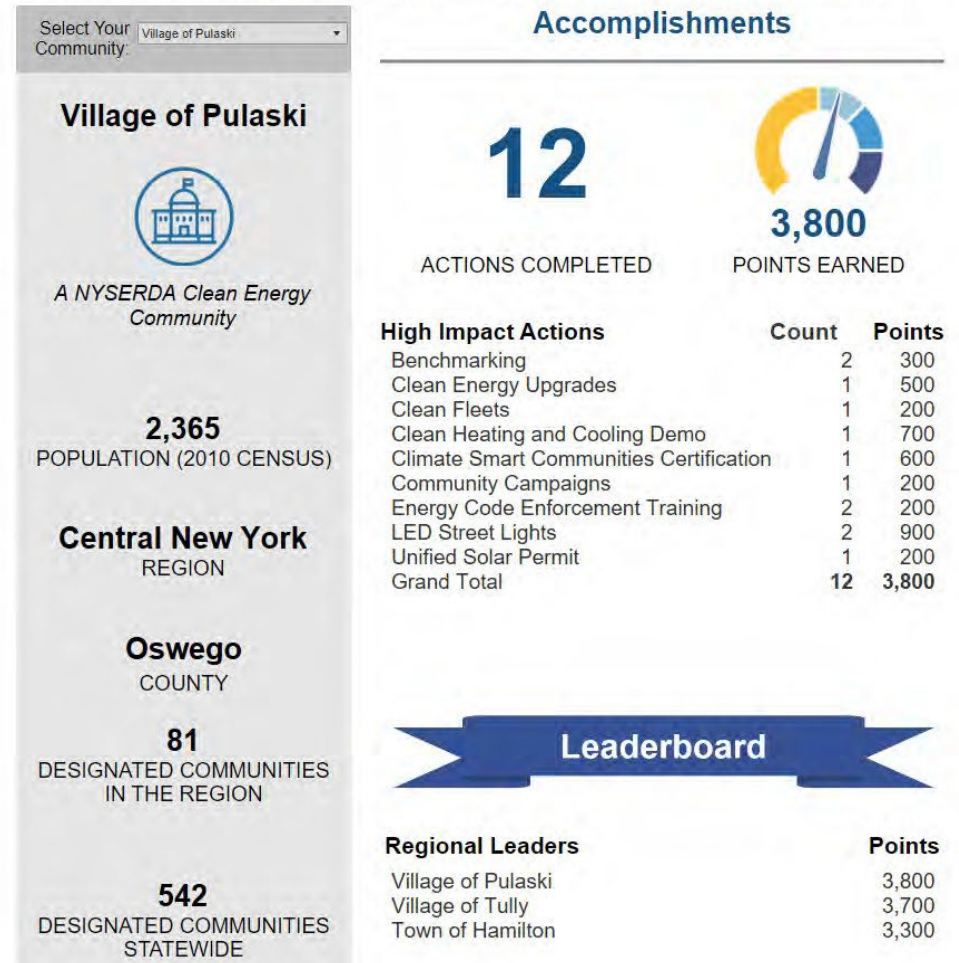 Select Your
Community:
Village of Pulaski
Village of Pulaski
A NYSERDA Clean Energy
Community
2,365
POPULATION (2010 CENSUS)
Central New York
REGION
Oswego
COUNTY
81
DESIGNATED COMMUNITIES
IN THE REGION
542
DESIGNATED COMMUNITIES
STATEWIDE
Accomplishments
12
ACTIONS COMPLETED
3,800
POINTS EARNED
High Impact Actions Count Points
Benchmarking 2 300
Clean Energy Upgrades 1 500
Clean Fleets 1 200
Clean Heating and Cooling Demo 1 700
Climate Smart Communities Certification 1 600
Community Campaigns 1 200
Energy Code Enforcement Training 2 200
LED Street Lights 2 900
Unified Solar Permit 1 200
Grand Total 12 3,800
Leaderboard
Regional Leaders Points
Village of Pulaski 3,800
Village of Tully 3,700
Town of Hamilton 3,300